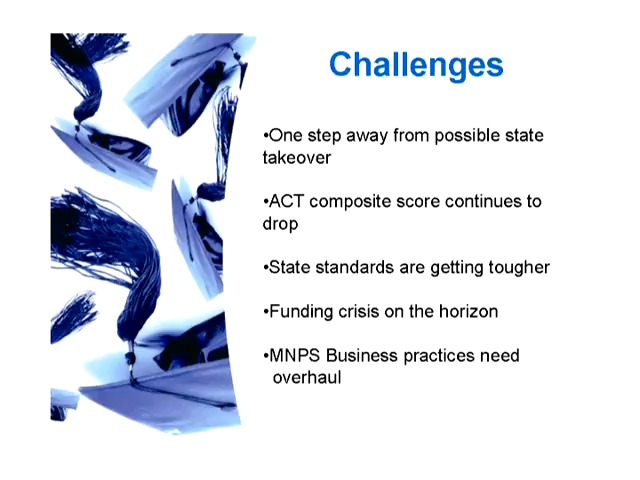 Challenges
•One step away from possible state
takeover
•ACT composite score continues to
drop
•State standards are getting tougher
•Funding crisis on the horizon
•MNPS Business practices need
overhaul